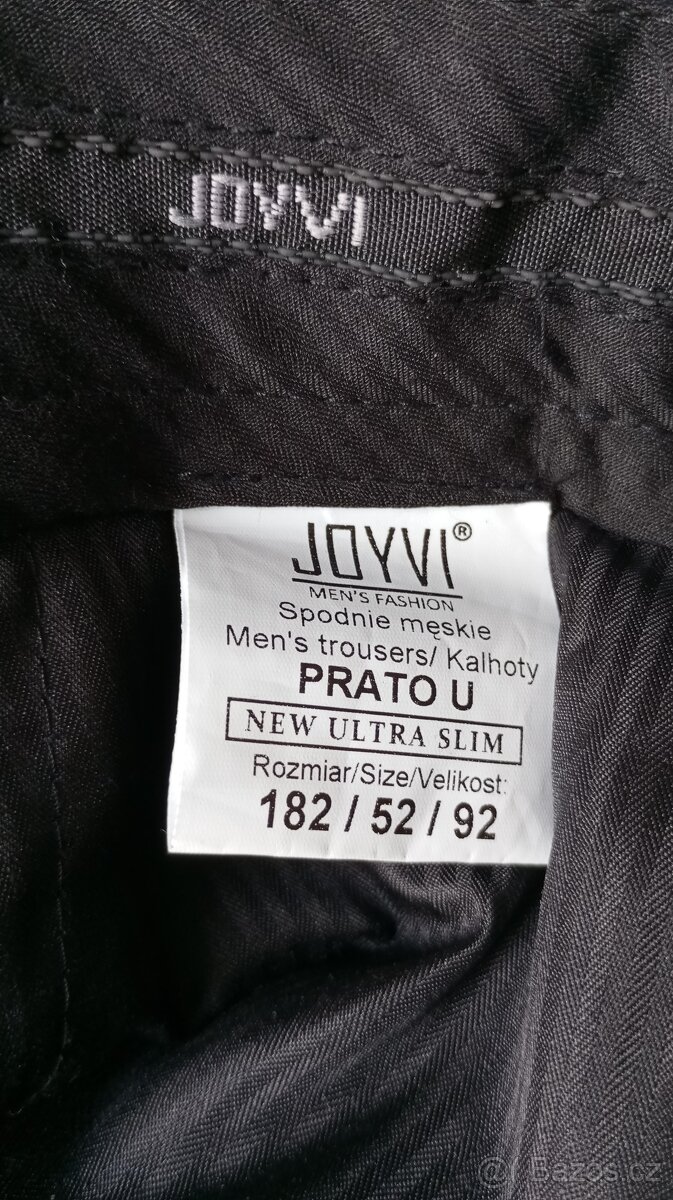 JOYVI
JOYVI®
MEN'S FASHION
Spodnie męskie
Men's trousers/ Kalhoty
PRATO U
NEW ULTRA SLIM
Rozmiar/Size/Velikost:
182 / 52 / 92
Bazos.cz